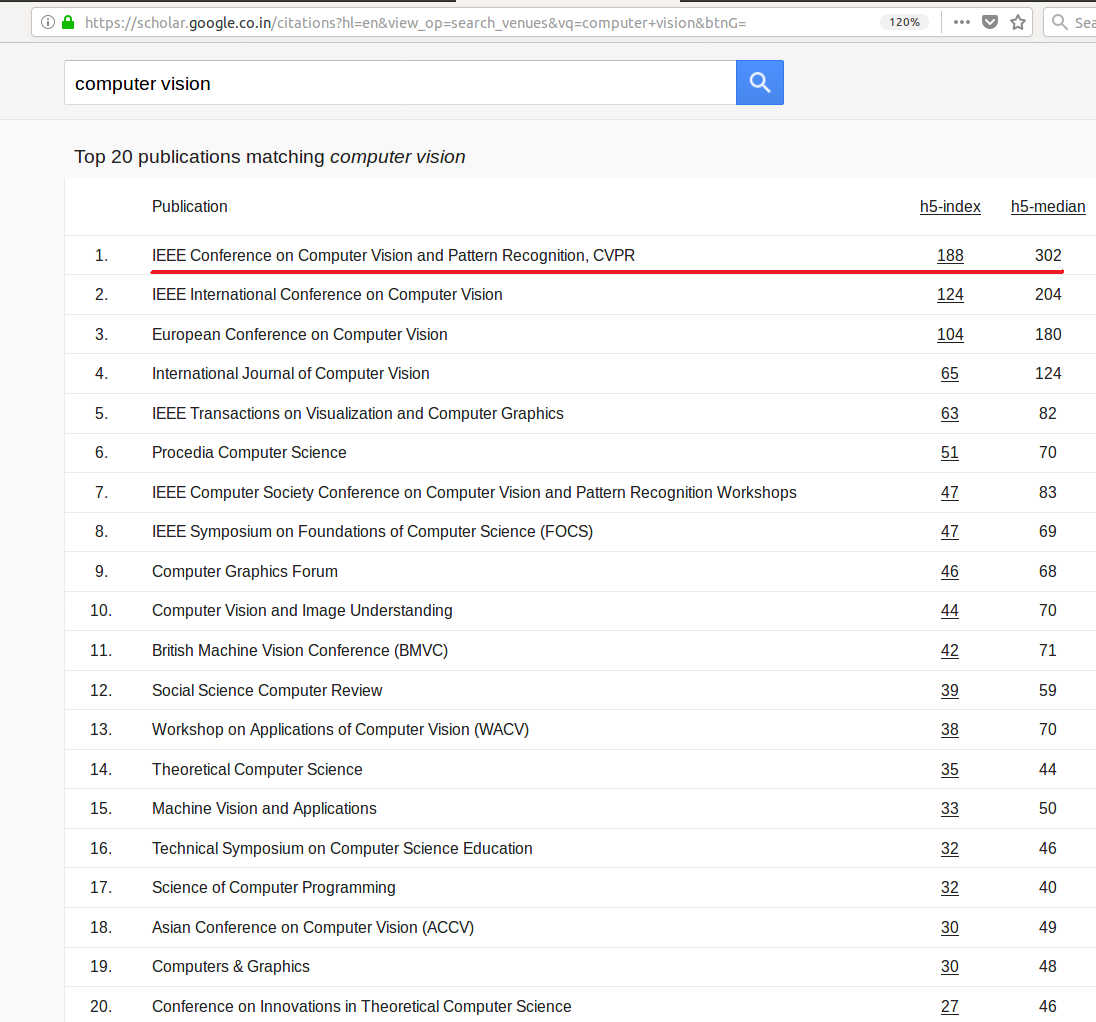 https://scholar.google.co.in/citations?hl=en&view_op=search_venues&vq=computer+vision&btnG= 120% Sea
computer vision
Top 20 publications matching computer vision
Publication h5-index h5-median
1. IEEE Conference on Computer Vision and Pattern Recognition, CVPR 188 302
2. IEEE International Conference on Computer Vision 124 204
3. European Conference on Computer Vision 104 180
4. International Journal of Computer Vision 65 124
5. IEEE Transactions on Visualization and Computer Graphics 63 82
6. Procedia Computer Science 51 70
7. IEEE Computer Society Conference on Computer Vision and Pattern Recognition Workshops 47 83
8. IEEE Symposium on Foundations of Computer Science (FOCS) 47 69
9. Computer Graphics Forum 46 68
10. Computer Vision and Image Understanding 44 70
11. British Machine Vision Conference (BMVC) 42 71
12. Social Science Computer Review 39 59
13. Workshop on Applications of Computer Vision (WACV) 38 70
14. Theoretical Computer Science 35 44
15. Machine Vision and Applications 33 50
16. Technical Symposium on Computer Science Education 32 46
17. Science of Computer Programming 32 40
18. Asian Conference on Computer Vision (ACCV) 30 49
19. Computers & Graphics 30 48
20. Conference on Innovations in Theoretical Computer Science 27 46